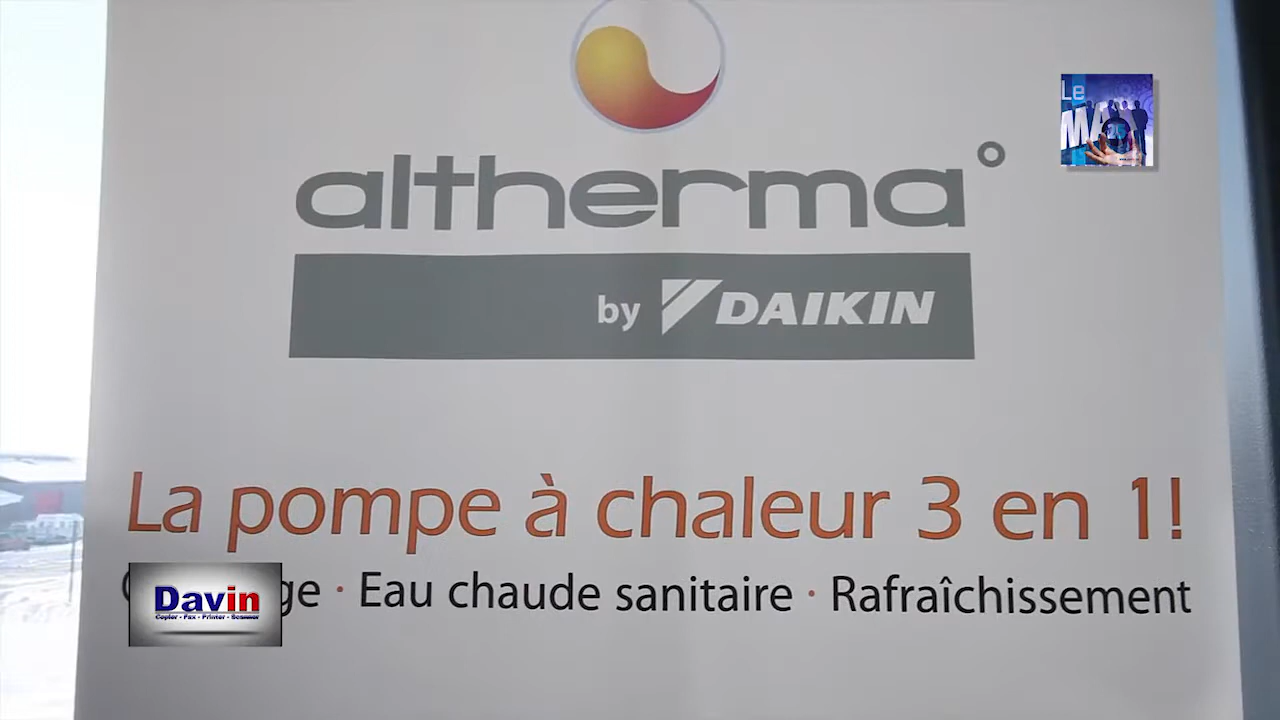 Le
MA
altherma°
by DAIKIN
La pompe à chaleur 3 en 1!
ge · Eau chaude sanitaire · Rafraîchissement
Davin
Copier - Fax - Printer - Scanner